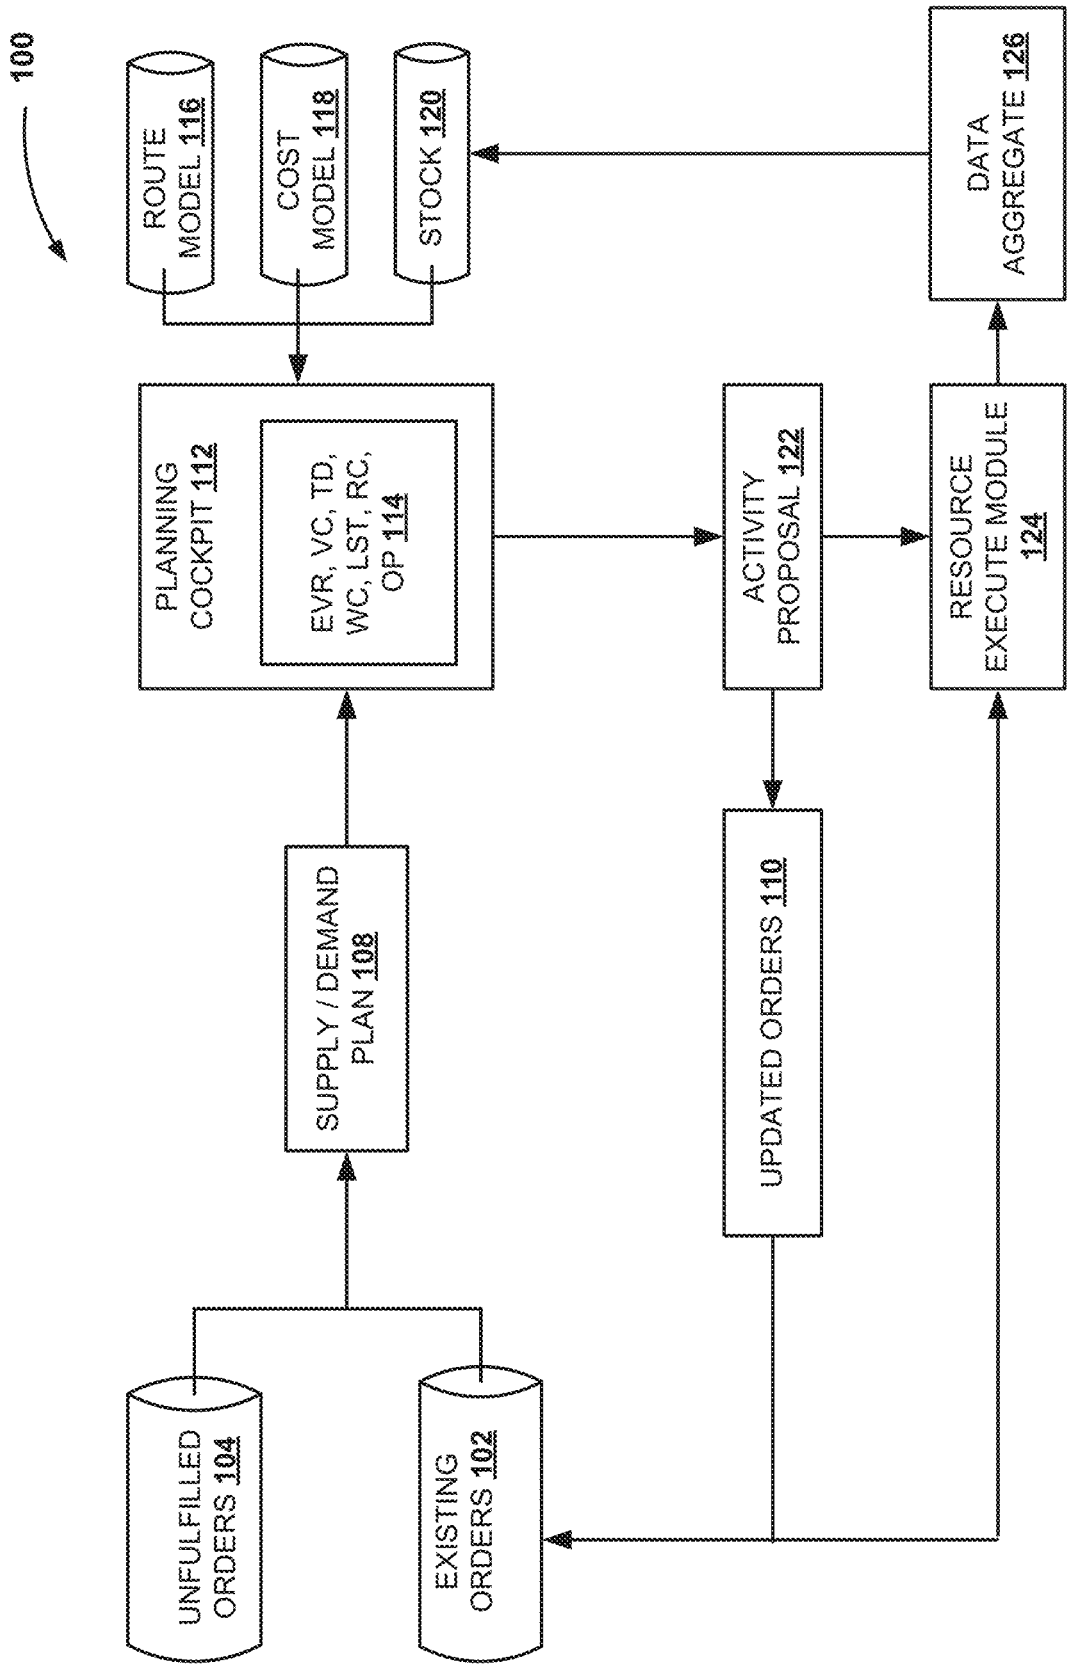 100
UNFULFILLED
ORDERS 104
EXISTING
ORDERS 102
SUPPLY / DEMAND
PLAN 108
PLANNING
COCKPIT 112
EVR, VC, TD,
WC, LST, RC,
OP 114
ROUTE
MODEL 116
COST
MODEL 118
STOCK 120
UPDATED ORDERS 110
ACTIVITY
PROPOSAL 122
RESOURCE
EXECUTE MODULE
124
DATA
AGGREGATE 126